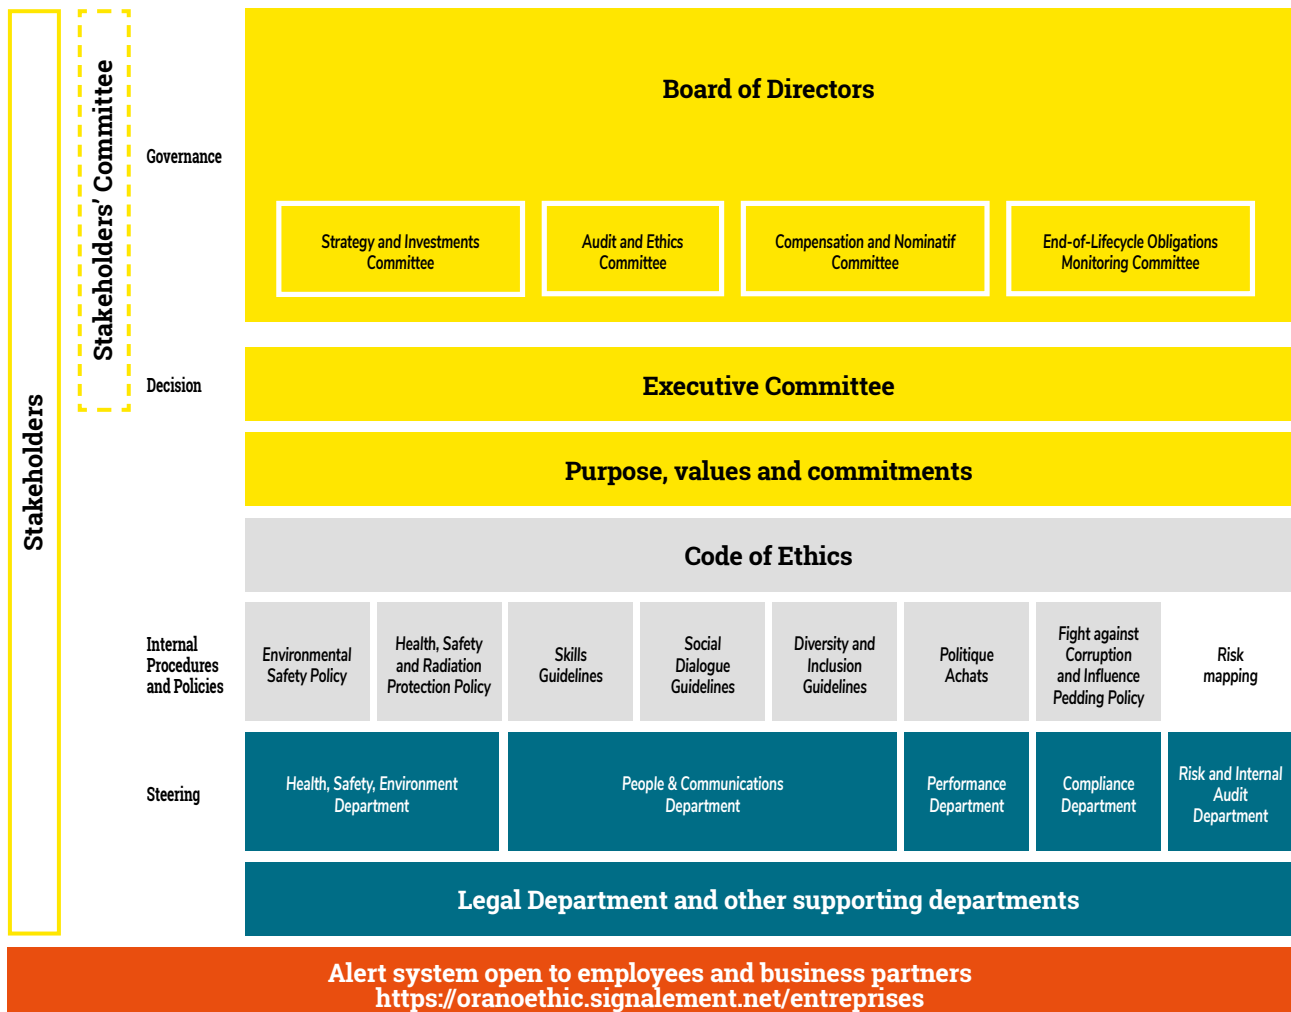 Stakeholders
Stakeholders' Committee
Governance
Board of Directors
Strategy and Investments
Committee
Audit and Ethics
Committee
Compensation and Nominatif
Committee
End-of-Lifecycle Obligations
Monitoring Committee
Decision
Executive Committee
Purpose, values and commitments
Code of Ethics
Internal
Procedures
and Policies
Environmental
Safety Policy
Health, Safety
and Radiation
Protection Policy
Skills
Guidelines
Social
Dialogue
Guidelines
Diversity and
Inclusion
Guidelines
Politique
Achats
Fight against
Corruption
and Influence
Pedding Policy
Risk
mapping
Steering
Health, Safety, Environment
Department
People & Communications
Department
Performance
Department
Compliance
Department
Risk and Internal
Audit
Department
Legal Department and other supporting departments
Alert system open to employees and business partners
https://oranoethic.signalement.net/entreprises